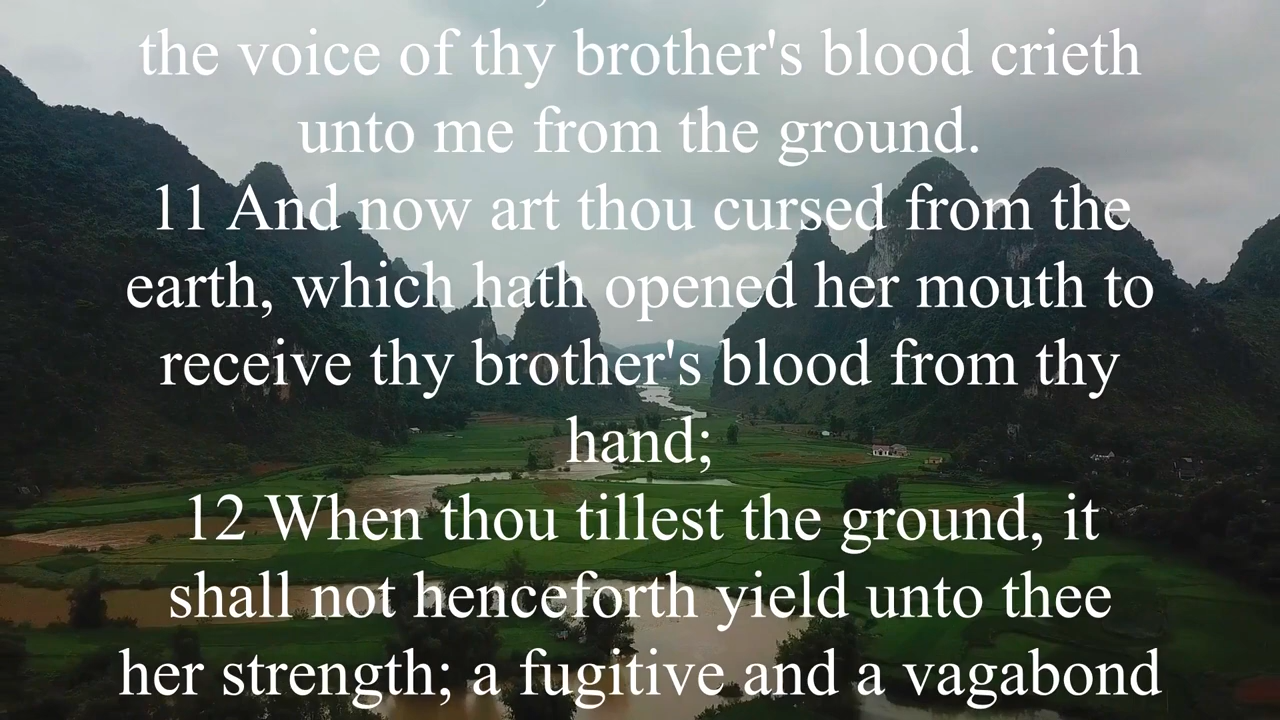 the voice of thy brother's blood crieth
unto me from the ground.
11 And now art thou cursed from the
earth, which hath opened her mouth to
receive thy brother's blood from thy
hand;
12 When thou tillest the ground, it
shall not henceforth yield unto thee
her strength; a fugitive and a vagabond